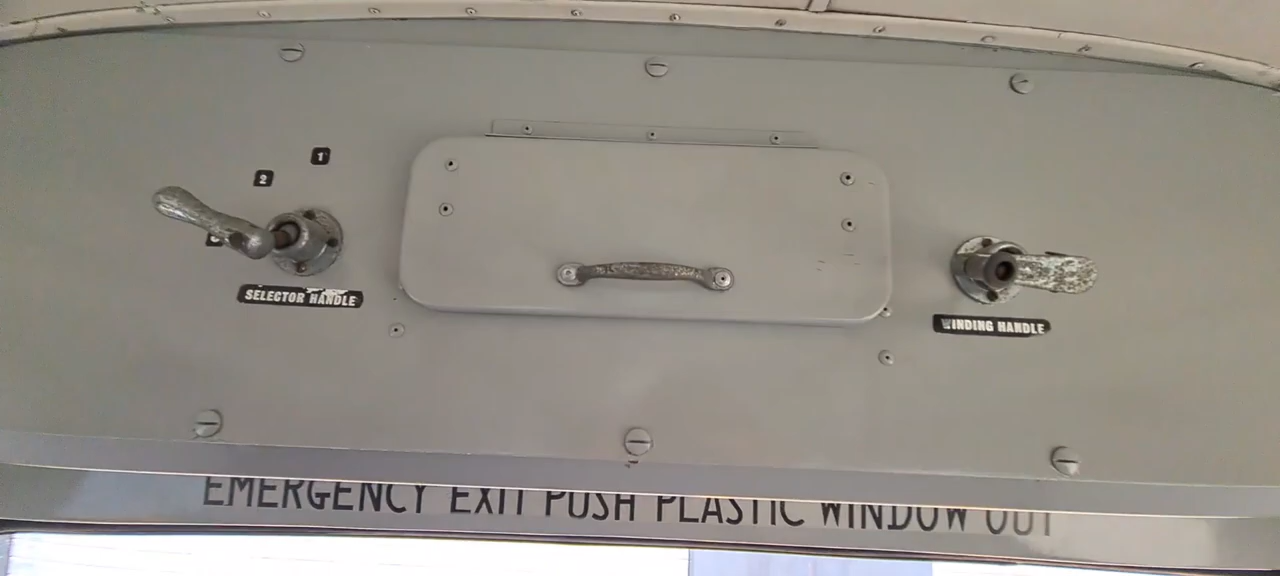 1
2
SELECTOR HANDLE
WINDING HANDLE
EMERGENCY EXIT PUSH PLASTIC WINDOW OUT